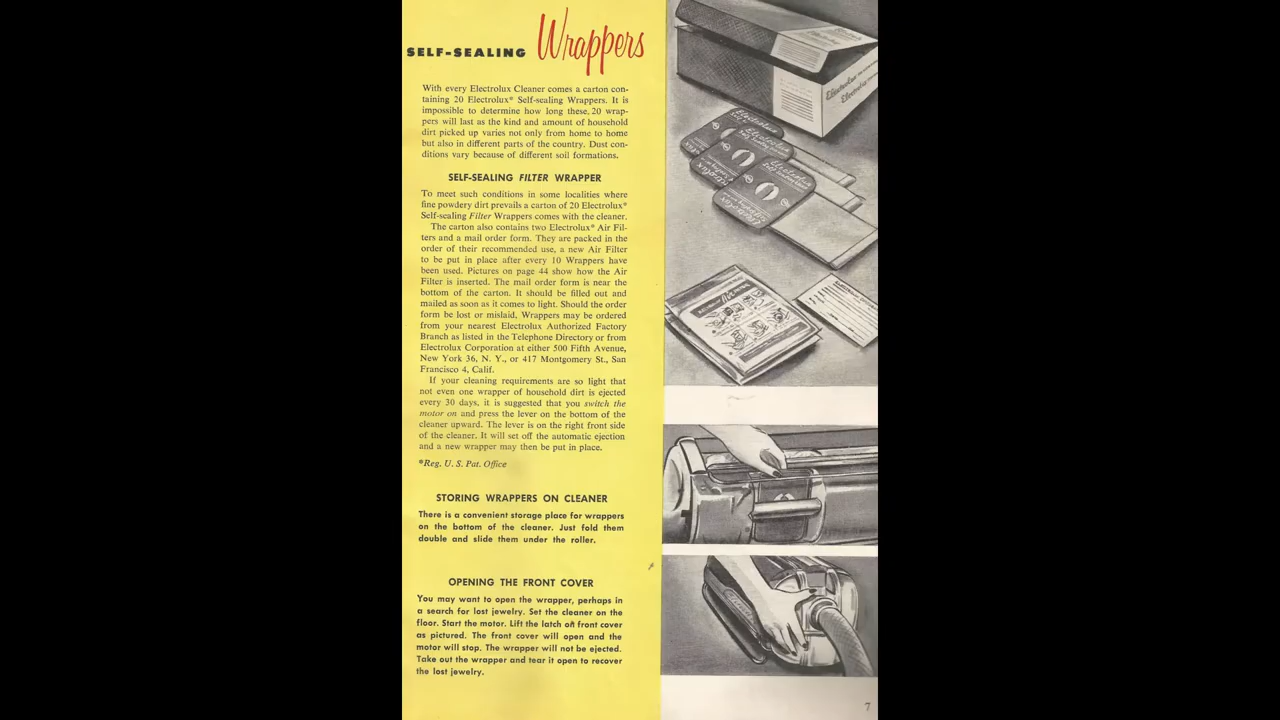 SELF-SEALING Wrappers
With every Electrolux Cleaner comes a carton con-
taining 20 Electrolux* Self-sealing Wrappers. It is
impossible to determine how long these 20 wrap-
pers will last as the kind and amount of household
dirt picked up varies not only from home to home
but also in different parts of the country. Dust con-
ditions vary because of different soil formations.
SELF-SEALING FILTER WRAPPER
To meet such conditions in some localities where
fine powdery dirt prevails a carton of 20 Electrolux*
Self-sealing Filter Wrappers comes with the cleaner.
The carton also contains two Electrolux* Air Fil-
ters and a mail order form. They are packed in the
order of their recommended use, a new Air Filter
to be put in place after every 10 Wrappers have
been used. Pictures on page 44 show how the Air
Filter is inserted. The mail order form is near the
bottom of the carton. It should be filled out and
mailed as soon as it comes to light. Should the order
form be lost or mislaid, Wrappers may be ordered
from your nearest Electrolux Authorized Factory
Branch as listed in the Telephone Directory or from
Electrolux Corporation at either 500 Fifth Avenue,
New York 36, N. Y., or 417 Montgomery St., San
Francisco 4, Calif.
If your cleaning requirements are so light that
not even one wrapper of household dirt is ejected
every 30 days, it is suggested that you switch the
motor on and press the lever on the bottom of the
cleaner upward. The lever is on the right front side
of the cleaner. It will set off the automatic ejection
and a new wrapper may then be put in place.
*Reg. U. S. Pat. Office
STORING WRAPPERS ON CLEANER
There is a convenient storage place for wrappers
on the bottom of the cleaner. Just fold them
double and slide them under the roller.
OPENING THE FRONT COVER
You may want to open the wrapper, perhaps in
a search for lost jewelry. Set the cleaner on the
floor. Start the motor. Lift the latch on front cover
as pictured. The front cover will open and the
motor will stop. The wrapper will not be ejected.
Take out the wrapper and tear it open to recover
the lost jewelry.
Electrolux
Electrolux
Electrolux
Electrolux
Electrolux
7